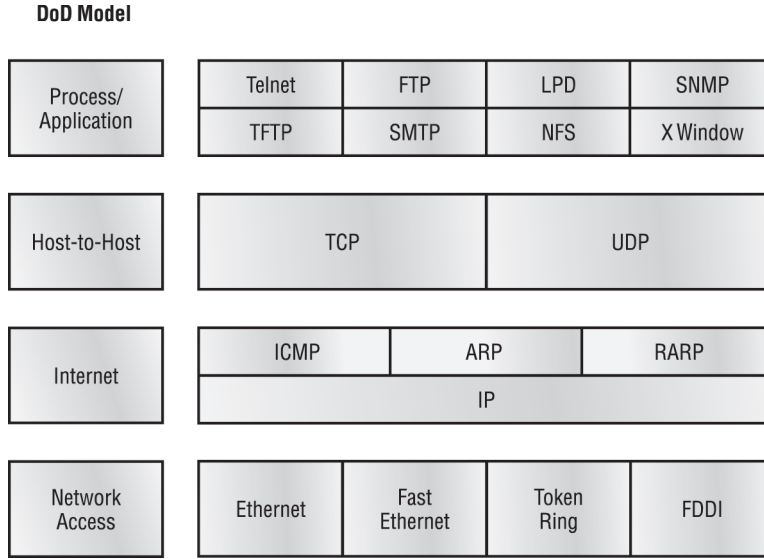 DoD Model
Process/
Application
Telnet
FTP
LPD
SNMP
TFTP
SMTP
NFS
X Window
Host-to-Host
TCP
UDP
Internet
ICMP
ARP
RARP
IP
Network
Access
Ethernet
Fast
Ethernet
Token
Ring
FDDI